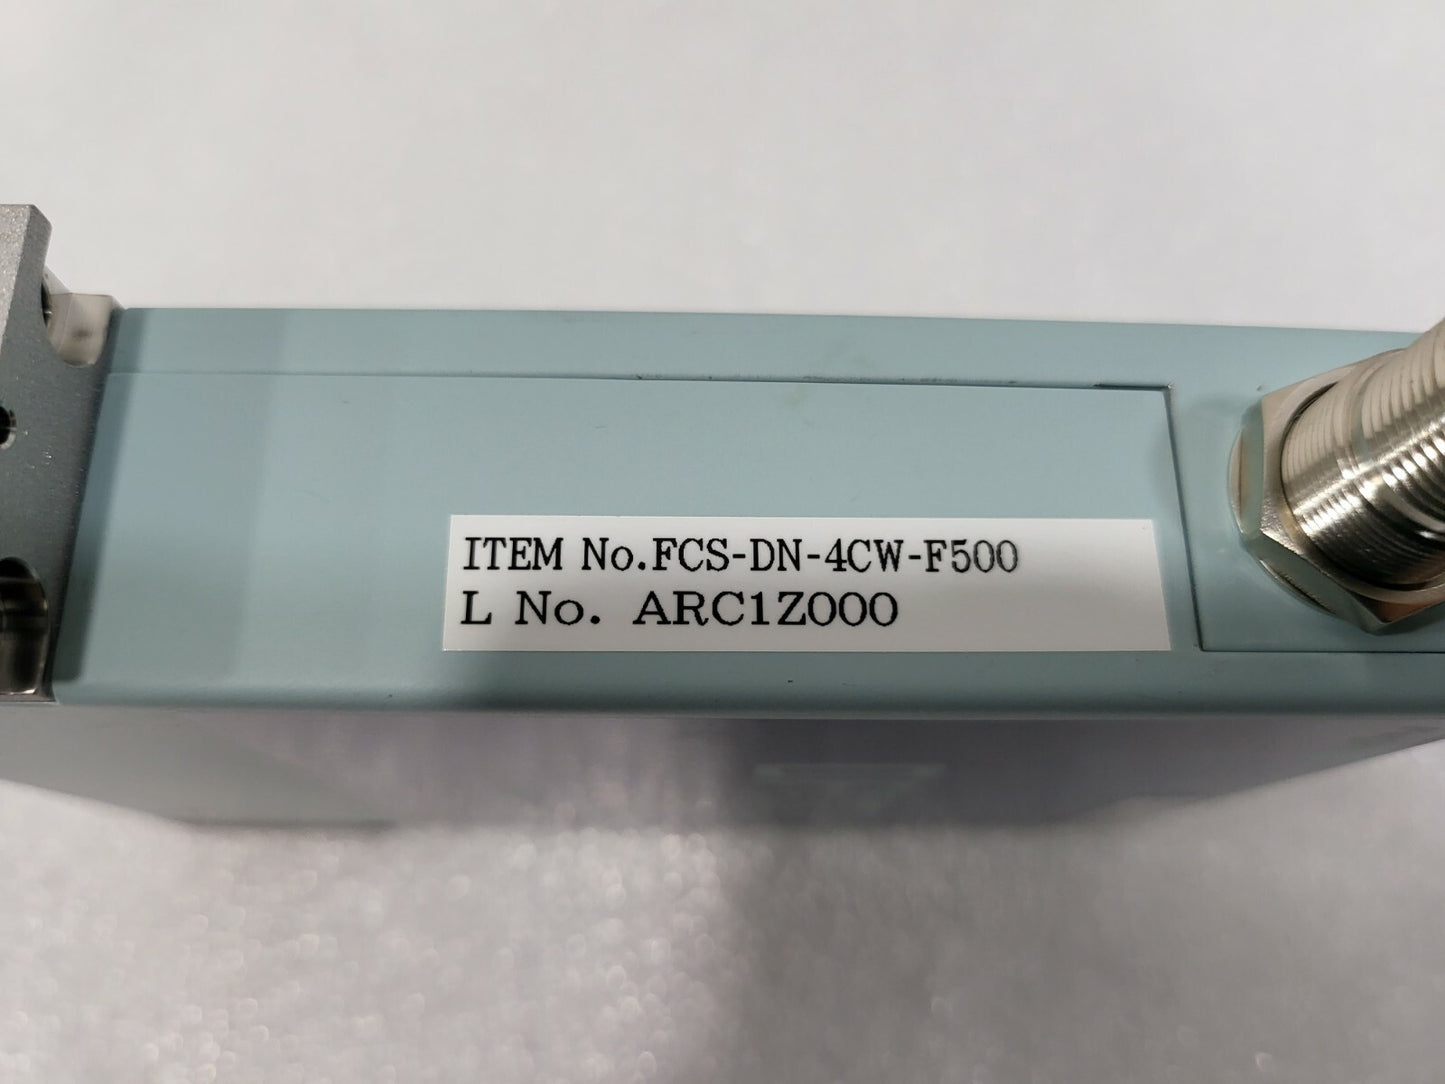 ITEM No.FCS-DN-4CW-F500
L No. ARC1Z000